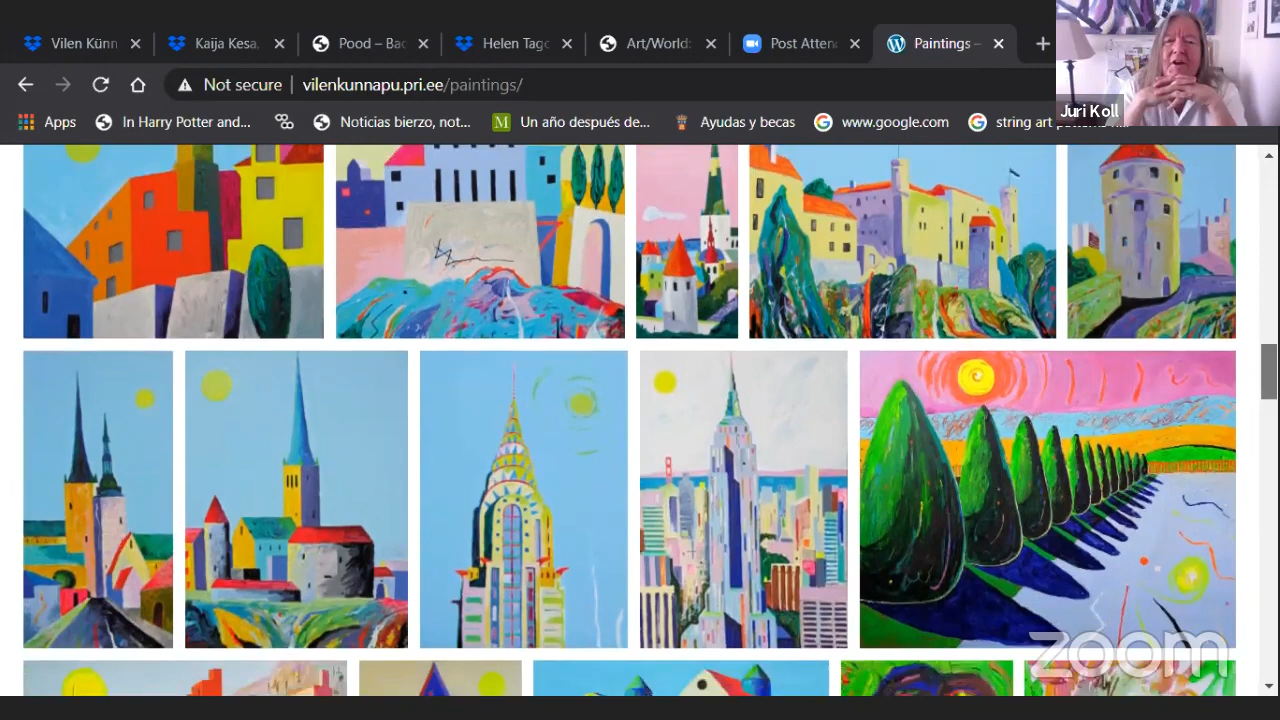 Vilen Künn
Kaija Kesa.
Pood – Bac
Helen Tago
Art/World:
Post Atten
Paintings –
Not secure
vilenkunnapu.pri.ee/paintings/
Juri Koll
Apps
In Harry Potter and...
Noticias bierzo, not...
Un año después de...
Ayudas y becas
www.google.com
string art
zoom